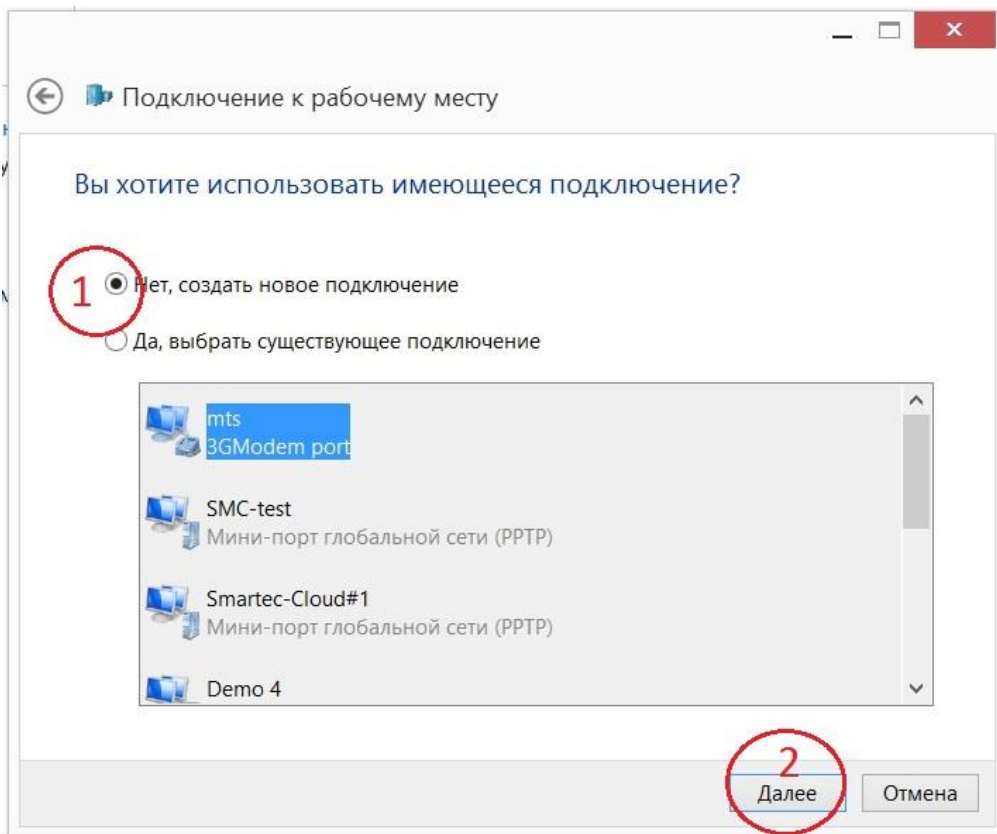 Подключение к рабочему месту
Вы хотите использовать имеющееся подключение?
1
Нет, создать новое подключение
Да, выбрать существующее подключение
mts
3GModem port
SMC-test
Мини-порт глобальной сети (PPTP)
Smartec-Cloud#1
Мини-порт глобальной сети (PPTP)
Demo 4
2
Далее
Отмена